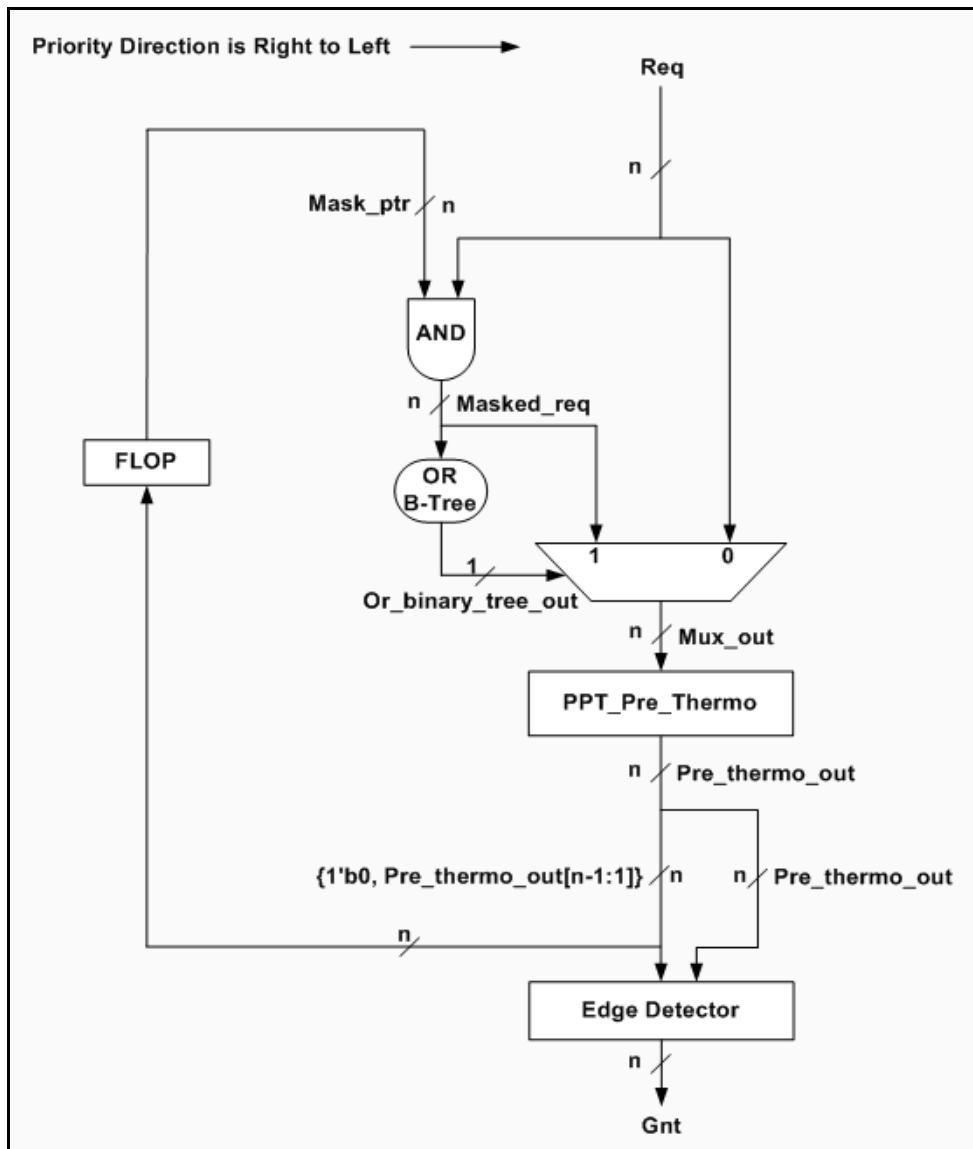 Priority Direction is Right to Left
Req
n
Mask_ptr
n
AND
n
Masked_req
FLOP
OR
B-Tree
1
0
1
Or_binary_tree_out
n
Mux_out
PPT_Pre_Thermo
n
Pre_thermo_out
{1'b0, Pre_thermo_out[n-1:1]}
n
n
Pre_thermo_out
n
Edge Detector
n
Gnt